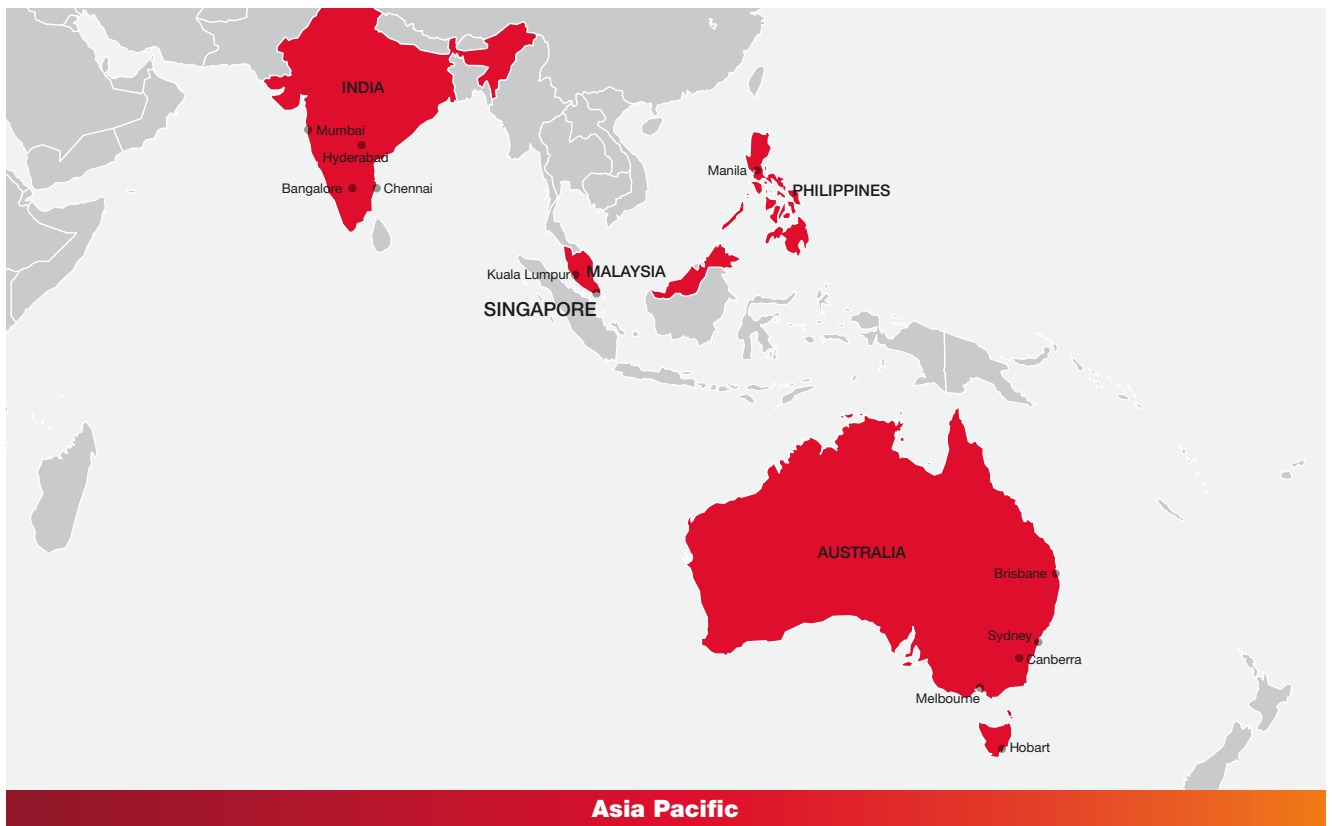 INDIA
Mumbai
Hyderabad
Bangalore
Chennai
Manila
PHILIPPINES
Kuala Lumpur
MALAYSIA
SINGAPORE
AUSTRALIA
Brisbane
Sydney
Canberra
Melbourne
Hobart
Asia Pacific